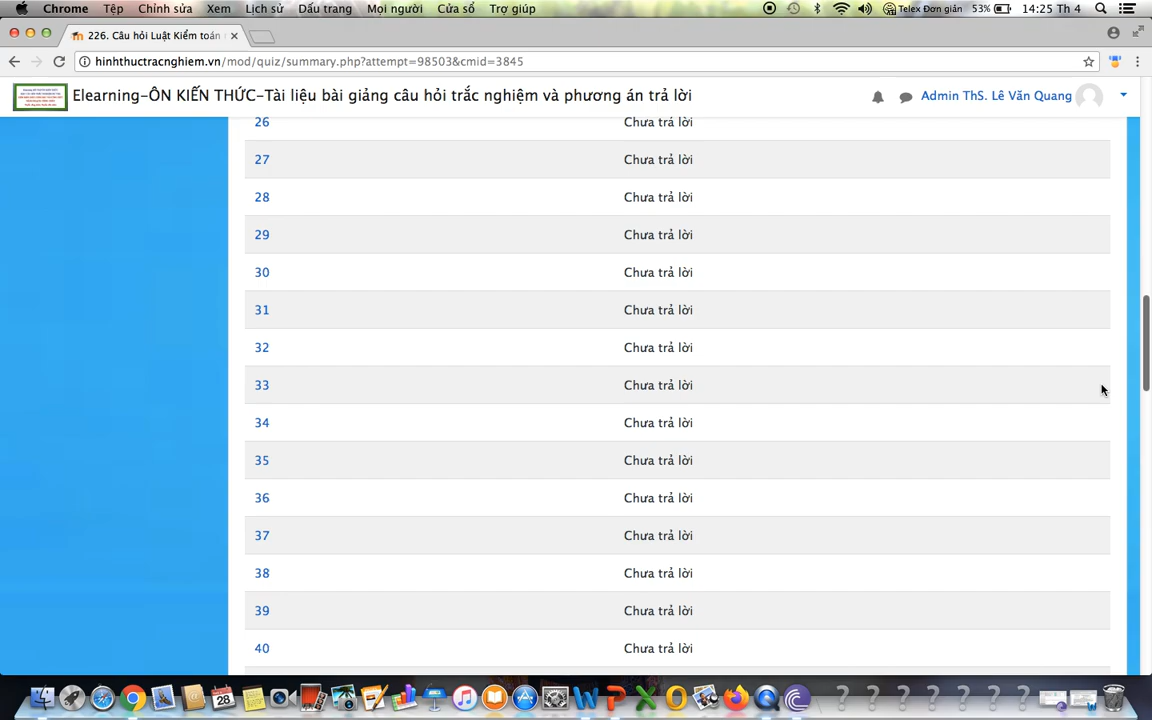 Chrome Tệp Chỉnh sửa Xem Lịch sử Dấu trang Mọi người Cửa sổ Trợ giúp Telex Đơn giản 53% 14:25 Th 4
226. Câu hỏi Luật Kiểm toán
hinhthuctracnghiem.vn/mod/quiz/summary.php?attempt=98503&cmid=3845
Elearning-ÔN KIẾN THỨC-Tài liệu bài giảng câu hỏi trắc nghiệm và phương án trả lời Admin ThS. Lê Văn Quang
26 Chưa trả lời
27 Chưa trả lời
28 Chưa trả lời
29 Chưa trả lời
30 Chưa trả lời
31 Chưa trả lời
32 Chưa trả lời
33 Chưa trả lời
34 Chưa trả lời
35 Chưa trả lời
36 Chưa trả lời
37 Chưa trả lời
38 Chưa trả lời
39 Chưa trả lời
40 Chưa trả lời
28